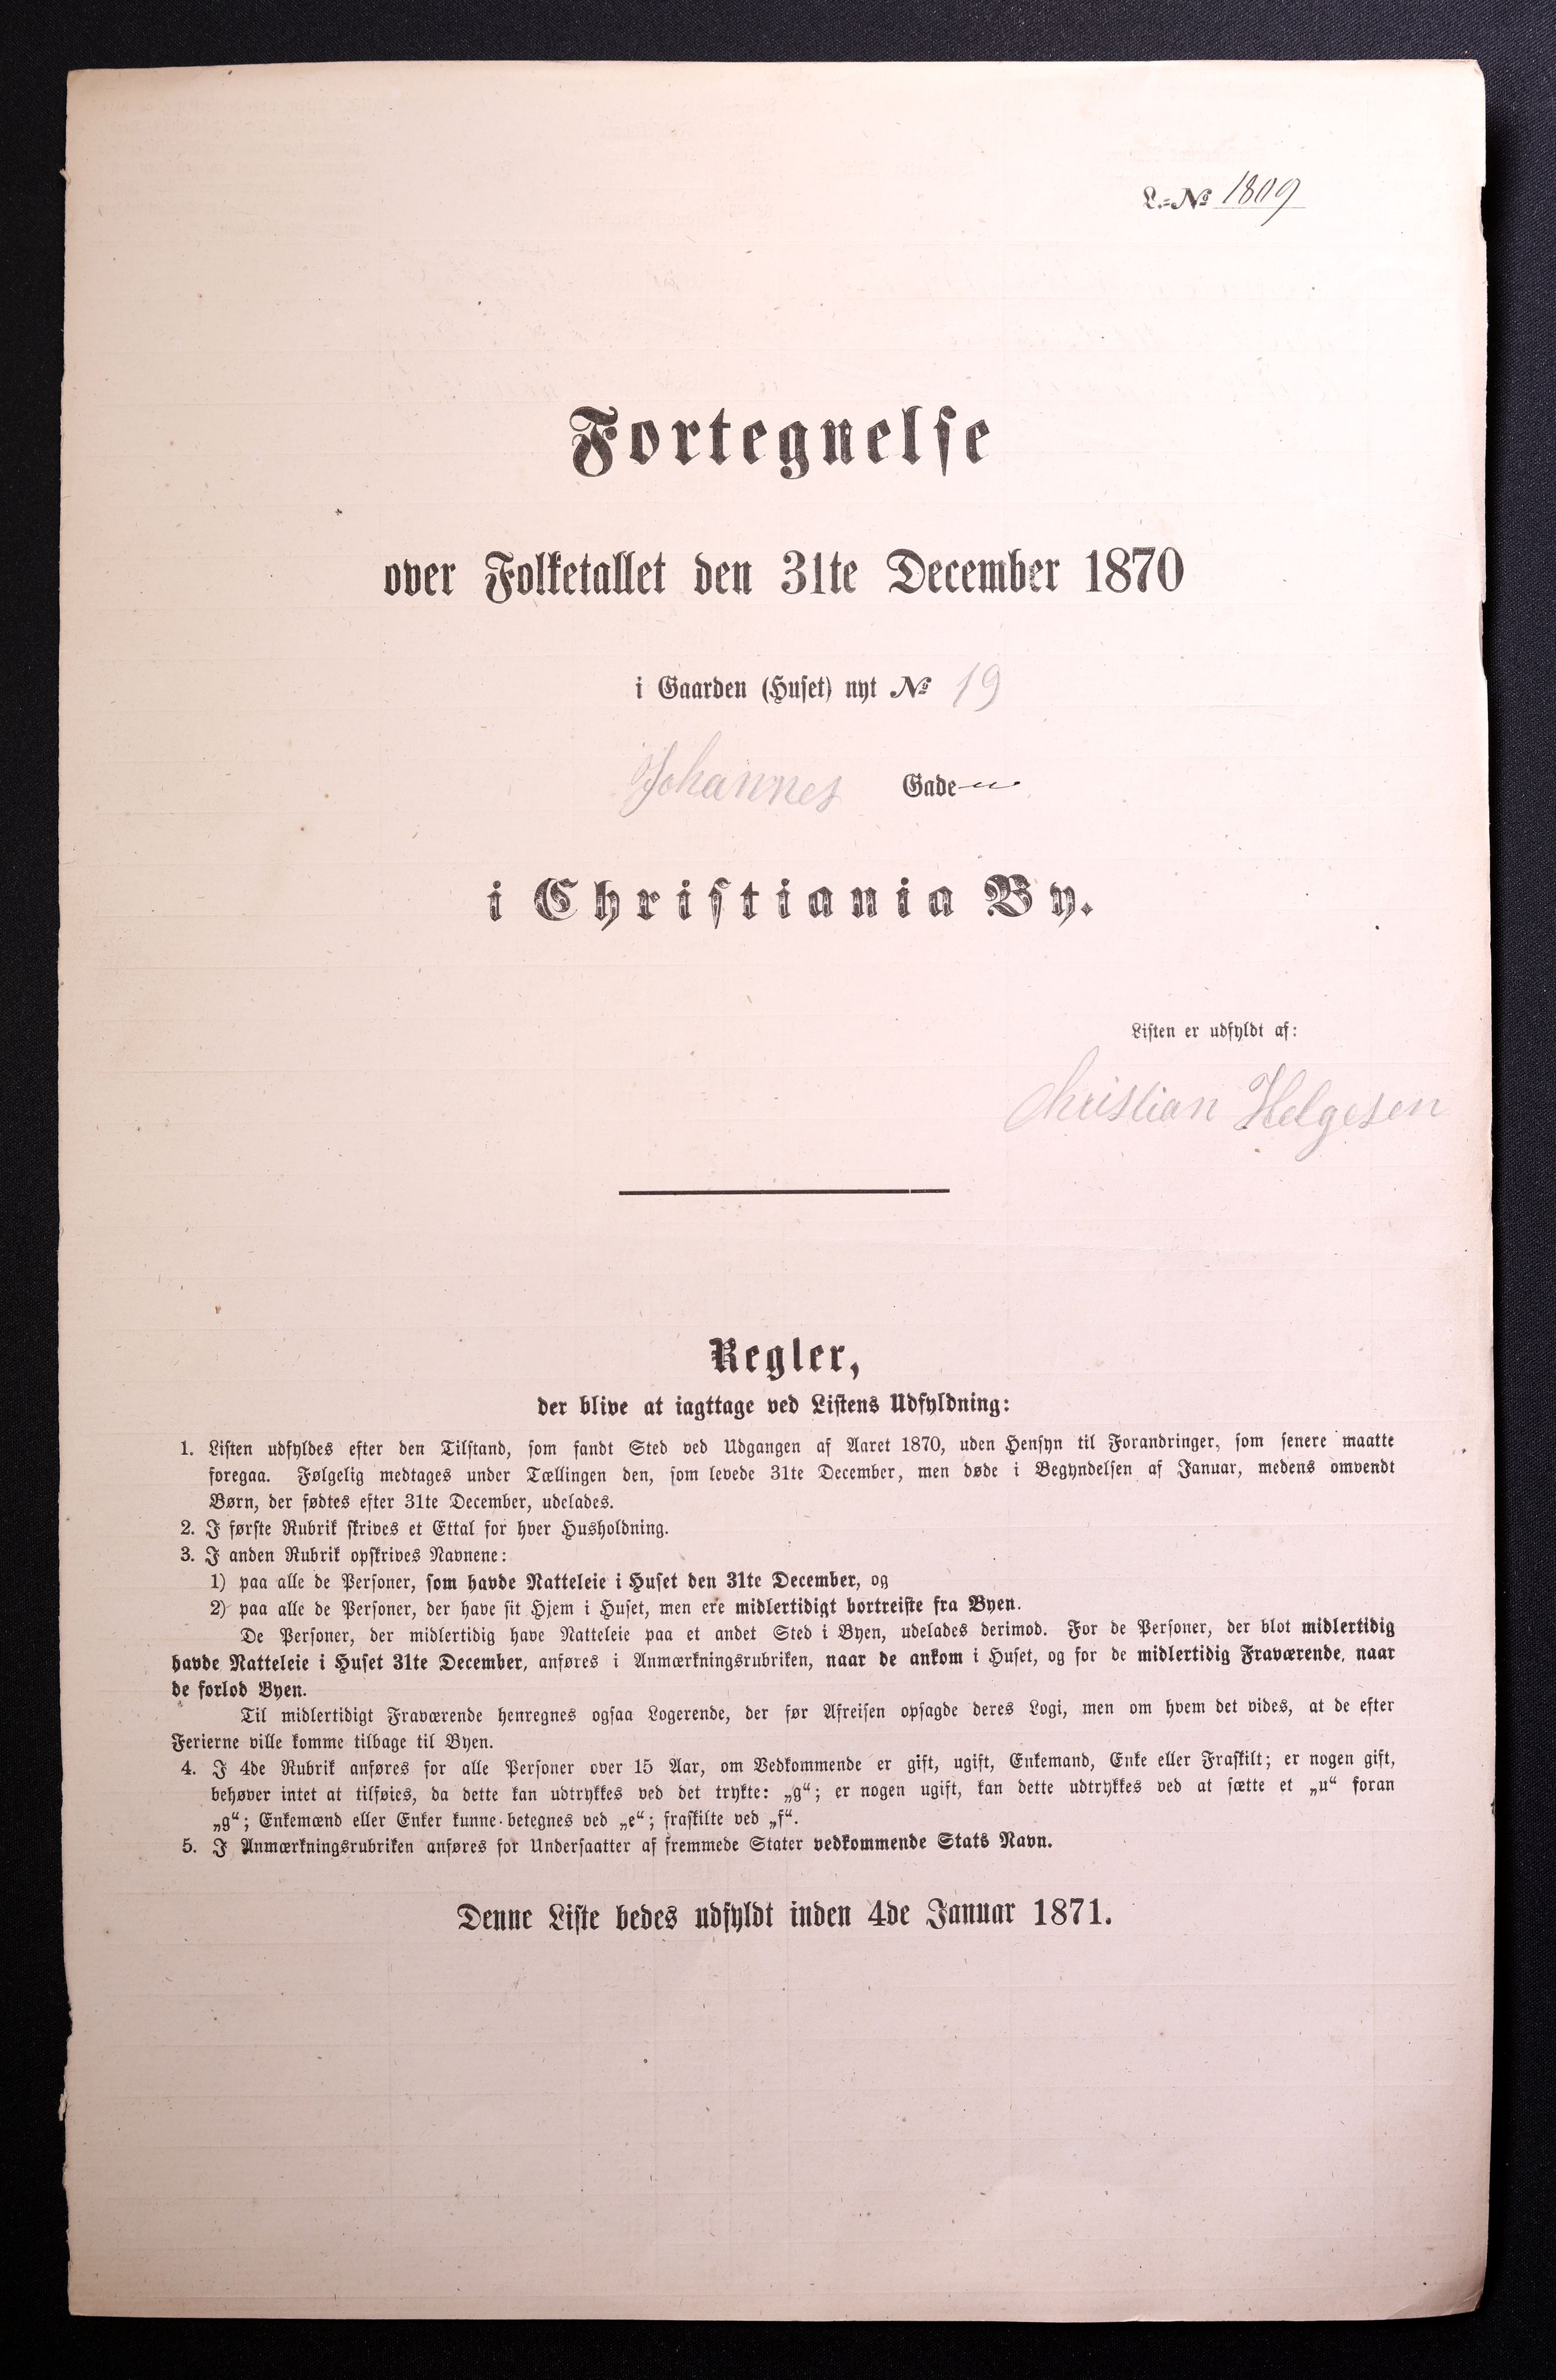 L.=№ 1809
Fortegnelse
over Folketallet den 31te December 1870
i Gaarden (Huset) nyt № 19
Johannes Gaden
i Christiania By.
Listen er udfyldt af:
Christian Helgesen
Regler,
der blive at iagttage ved Listens Udfyldning:
1. Listen udfyldes efter den Tilstand, som fandt Sted ved Udgangen af Aaret 1870, uden Hensyn til Forandringer, som senere maatte
foregaa. Følgelig medtages under Tællingen den, som levede 31te December, men døde i Begyndelsen af Januar, medens omvendt
Børn, der fødtes efter 31te December, udelades.
2. I første Rubrik skrives et Ettal for hver Husholdning.
3. I anden Rubrik opskrives Navnene:
1) paa alle de Personer, som havde Natteleie i Huset den 31te December, og
2) paa alle de Personer, der have sit Hjem i Huset, men ere midlertidigt bortreiste fra Byen.
De Personer, der midlertidig have Natteleie paa et andet Sted i Byen, udelades derimod. For de Personer, der blot midlertidig
havde Natteleie i Huset 31te December, anføres i Anmærkningsrubriken, naar de ankom i Huset, og for de midlertidig Fraværende, naar
de forlod Byen.
Til midlertidigt Fraværende henregnes ogsaa Logerende, der før Afreisen opsagde deres Logi, men om hvem det vides, at de efter
Ferierne ville komme tilbage til Byen.
4. I 4de Rubrik anføres for alle Personer over 15 Aar, om Vedkommende er gift, ugift, Enkemand, Enke eller Fraskilt; er nogen gift,
behøver intet at tilføies, da dette kan udtrykkes ved det trykte: „g“; er nogen ugift, kan dette udtrykkes ved at sætte et „u“ foran
„g“; Enkemænd eller Enker kunne betegnes ved „e“; fraskilte ved „f“.
5. I Anmærkningsrubriken anføres for Undersaatter af fremmede Stater vedkommende Stats Navn.
Denne Liste bedes udfyldt inden 4de Januar 1871.